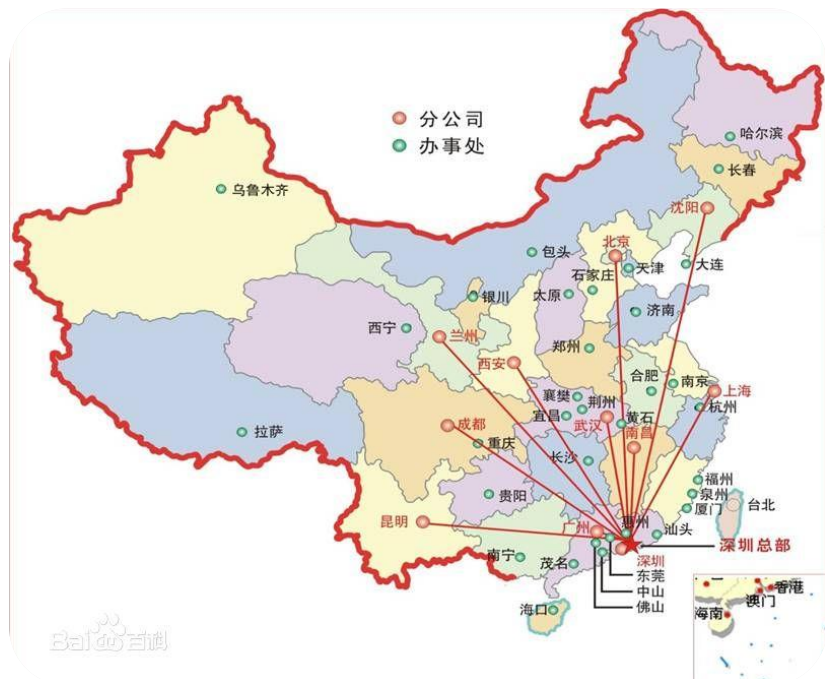 分公司
办事处
哈尔滨
长春
乌鲁木齐
沈阳
北京
包头
天津
大连
石家庄
银川
太原
济南
西宁
兰州
郑州
西安
合肥
南京
上海
襄樊
荆州
杭州
宜昌
武汉
黄石
成都
南昌
拉萨
重庆
长沙
福州
贵阳
泉州
台北
厦门
昆明
广州
惠州
汕头
深圳总部
南宁
茂名
深圳
东莞
中山
佛山
海口
香港
澳门
海南
Bai百科